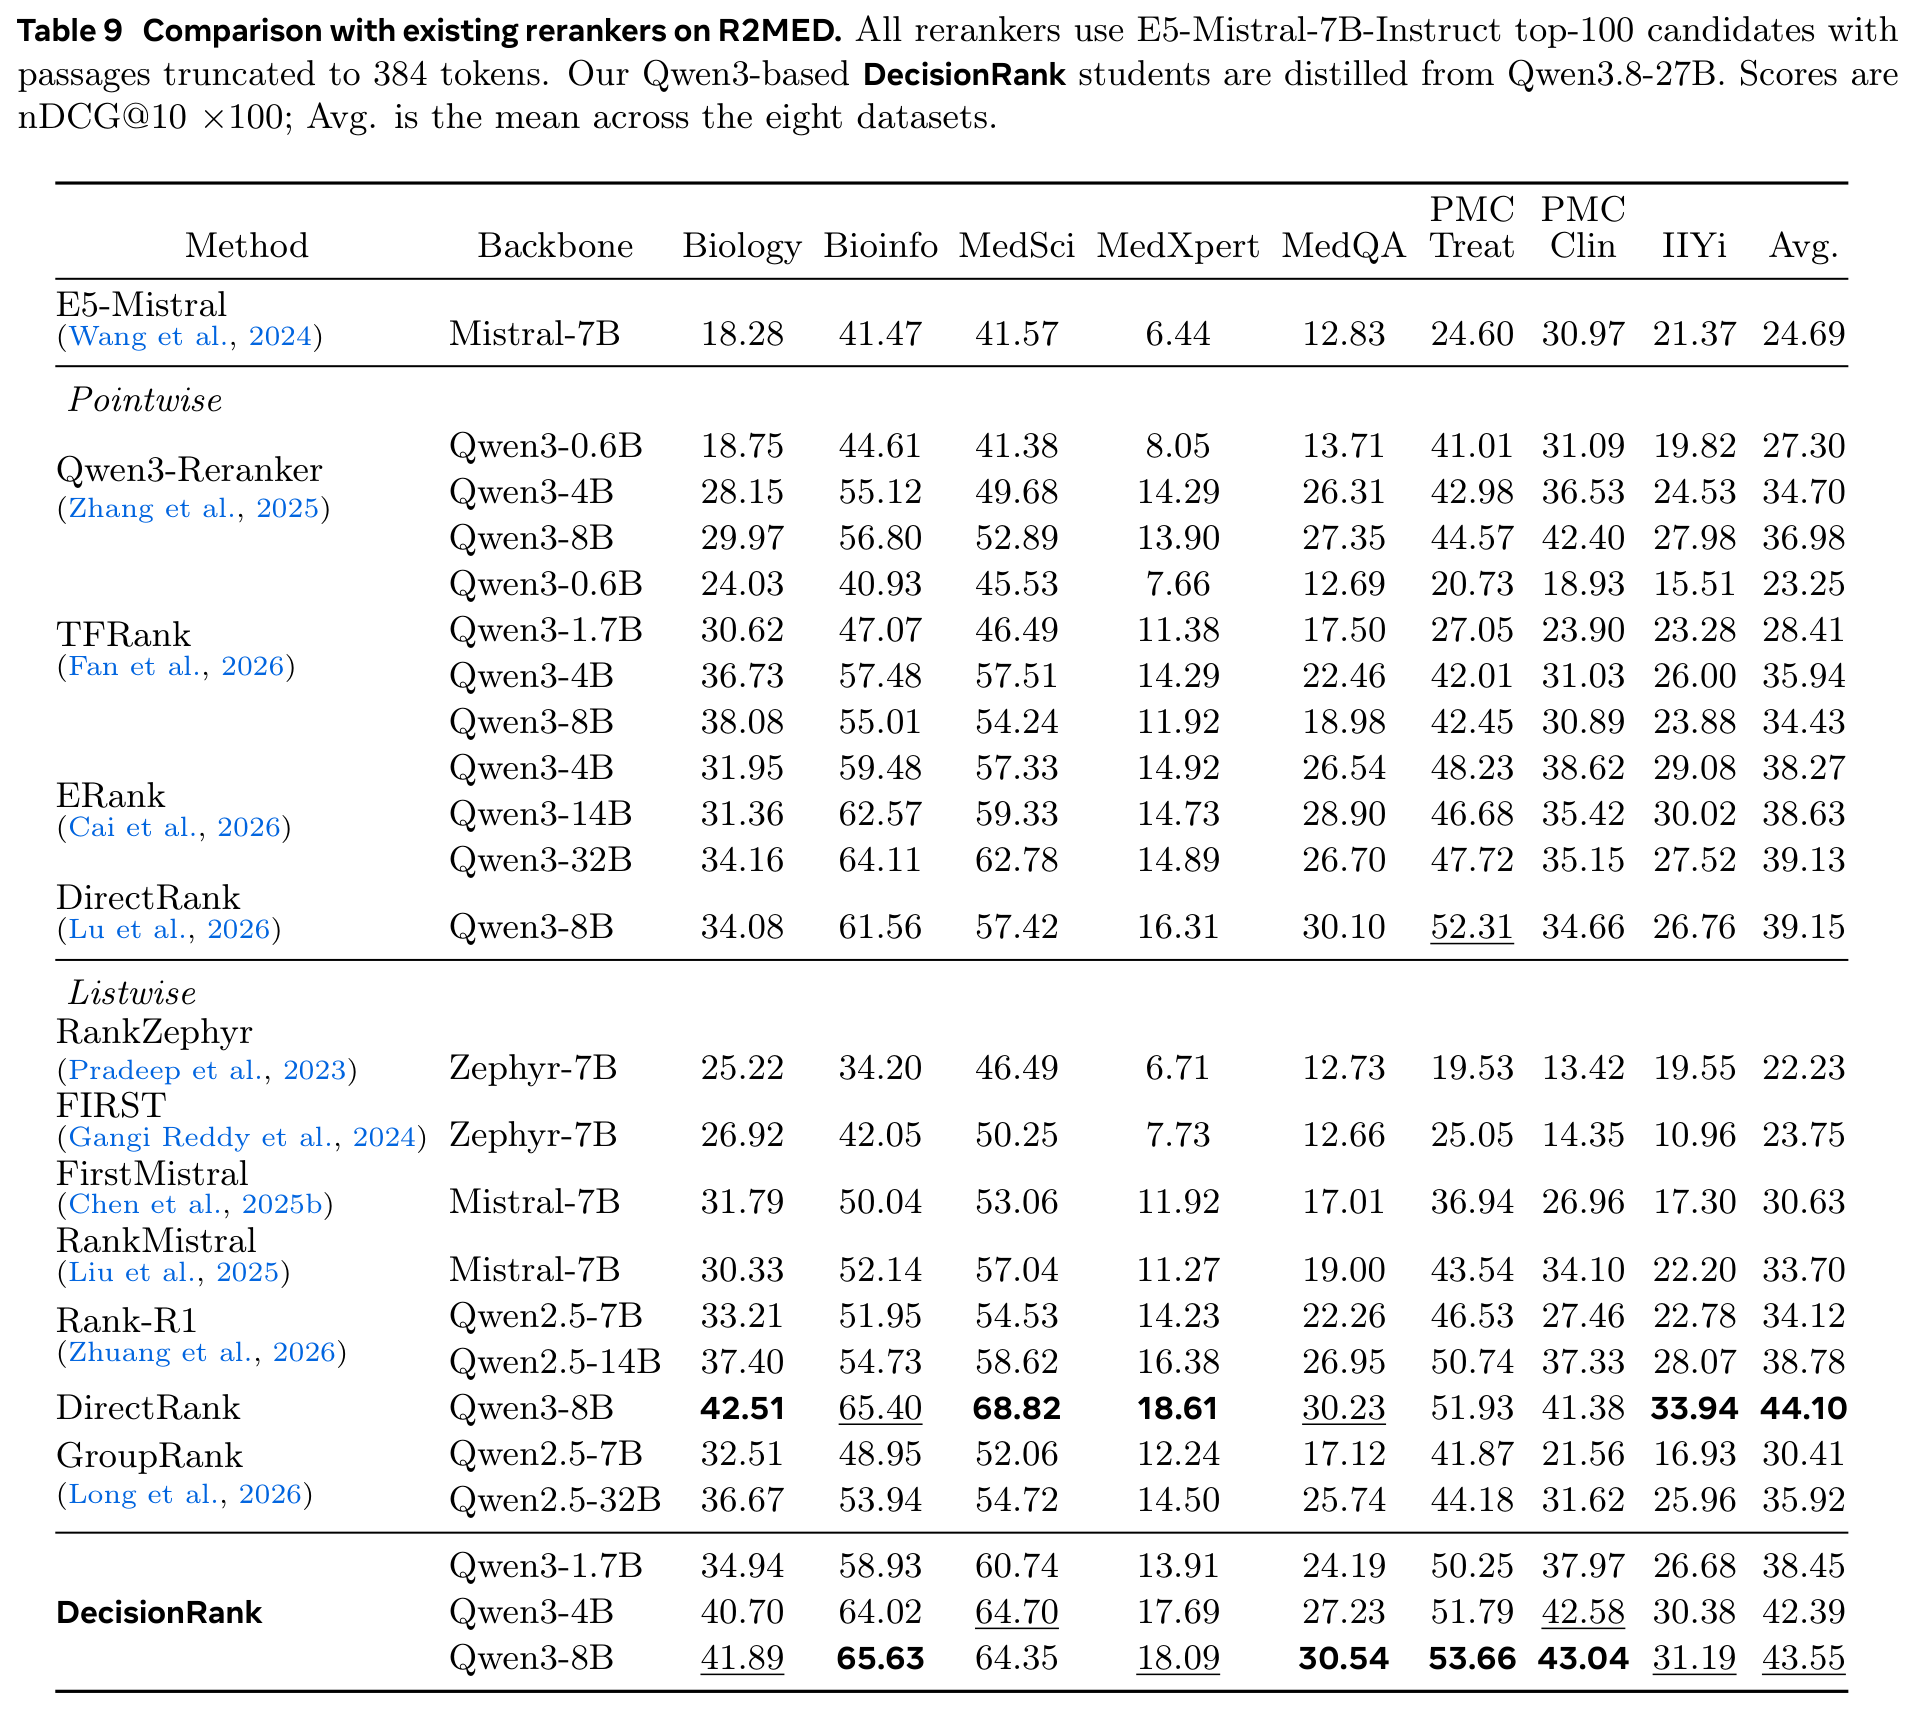 Table 9 Comparison with existing rerankers on R2MED. All rerankers use E5-Mistral-7B-Instruct top-100 candidates with
passages truncated to 384 tokens. Our Qwen3-based DecisionRank students are distilled from Qwen3.8-27B. Scores are
nDCG@10 ×100; Avg. is the mean across the eight datasets.
Method Backbone Biology Bioinfo MedSci MedXpert MedQA PMC Treat PMC Clin IIYi Avg.
E5-Mistral
(Wang et al., 2024) Mistral-7B 18.28 41.47 41.57 6.44 12.83 24.60 30.97 21.37 24.69
Pointwise
Qwen3-Reranker
(Zhang et al., 2025)
Qwen3-0.6B 18.75 44.61 41.38 8.05 13.71 41.01 31.09 19.82 27.30
Qwen3-4B 28.15 55.12 49.68 14.29 26.31 42.98 36.53 24.53 34.70
Qwen3-8B 29.97 56.80 52.89 13.90 27.35 44.57 42.40 27.98 36.98
TFRank
(Fan et al., 2026)
Qwen3-0.6B 24.03 40.93 45.53 7.66 12.69 20.73 18.93 15.51 23.25
Qwen3-1.7B 30.62 47.07 46.49 11.38 17.50 27.05 23.90 23.28 28.41
Qwen3-4B 36.73 57.48 57.51 14.29 22.46 42.01 31.03 26.00 35.94
Qwen3-8B 38.08 55.01 54.24 11.92 18.98 42.45 30.89 23.88 34.43
ERank
(Cai et al., 2026)
Qwen3-4B 31.95 59.48 57.33 14.92 26.54 48.23 38.62 29.08 38.27
Qwen3-14B 31.36 62.57 59.33 14.73 28.90 46.68 35.42 30.02 38.63
Qwen3-32B 34.16 64.11 62.78 14.89 26.70 47.72 35.15 27.52 39.13
DirectRank
(Lu et al., 2026) Qwen3-8B 34.08 61.56 57.42 16.31 30.10 52.31 34.66 26.76 39.15
Listwise
RankZephyr
(Pradeep et al., 2023) Zephyr-7B 25.22 34.20 46.49 6.71 12.73 19.53 13.42 19.55 22.23
FIRST
(Gangi Reddy et al., 2024) Zephyr-7B 26.92 42.05 50.25 7.73 12.66 25.05 14.35 10.96 23.75
FirstMistral
(Chen et al., 2025b) Mistral-7B 31.79 50.04 53.06 11.92 17.01 36.94 26.96 17.30 30.63
RankMistral
(Liu et al., 2025) Mistral-7B 30.33 52.14 57.04 11.27 19.00 43.54 34.10 22.20 33.70
Rank-R1
(Zhuang et al., 2026)
Qwen2.5-7B 33.21 51.95 54.53 14.23 22.26 46.53 27.46 22.78 34.12
Qwen2.5-14B 37.40 54.73 58.62 16.38 26.95 50.74 37.33 28.07 38.78
DirectRank Qwen3-8B 42.51 65.40 68.82 18.61 30.23 51.93 41.38 33.94 44.10
GroupRank
(Long et al., 2026)
Qwen2.5-7B 32.51 48.95 52.06 12.24 17.12 41.87 21.56 16.93 30.41
Qwen2.5-32B 36.67 53.94 54.72 14.50 25.74 44.18 31.62 25.96 35.92
DecisionRank
Qwen3-1.7B 34.94 58.93 60.74 13.91 24.19 50.25 37.97 26.68 38.45
Qwen3-4B 40.70 64.02 64.70 17.69 27.23 51.79 42.58 30.38 42.39
Qwen3-8B 41.89 65.63 64.35 18.09 30.54 53.66 43.04 31.19 43.55